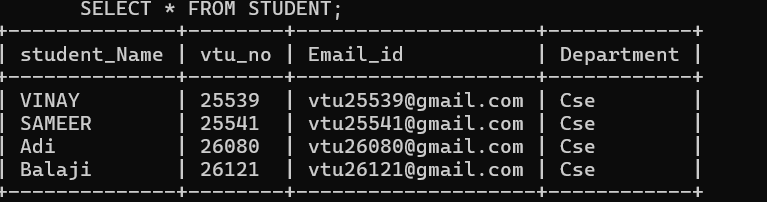 SELECT * FROM STUDENT;
+--------------+--------+--------------------+------------+
| student_Name | vtu_no | Email_id           | Department |
+--------------+--------+--------------------+------------+
| VINAY        | 25539  | vtu25539@gmail.com | Cse        |
| SAMEER       | 25541  | vtu25541@gmail.com | Cse        |
| Adi          | 26080  | vtu26080@gmail.com | Cse        |
| Balaji       | 26121  | vtu26121@gmail.com | Cse        |
+--------------+--------+--------------------+------------+